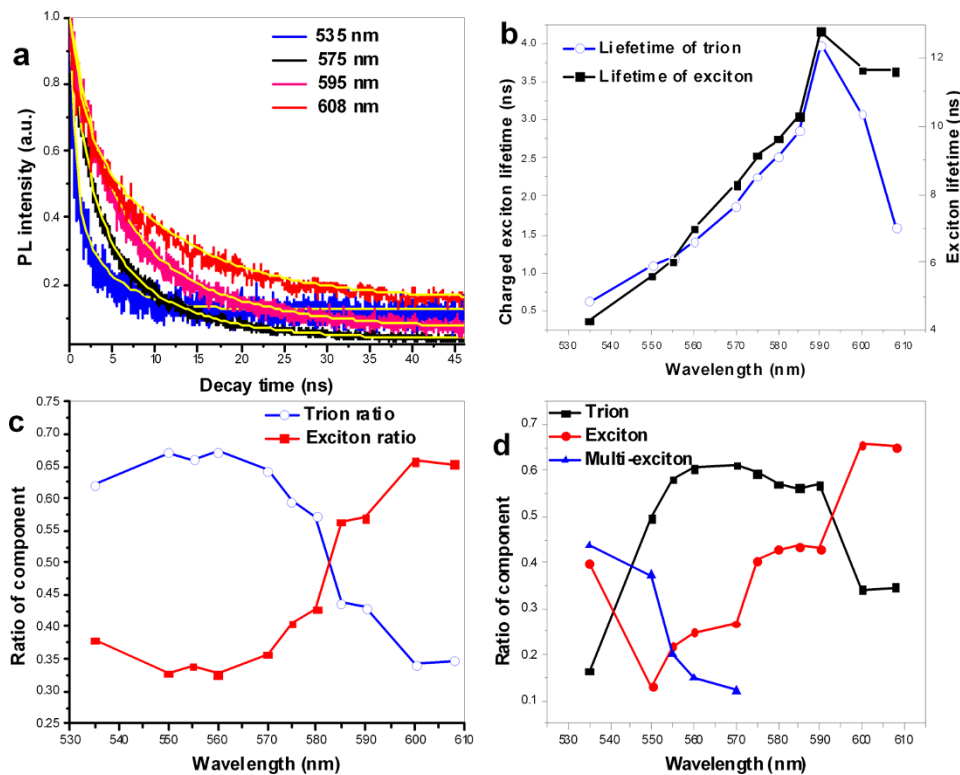 a
535 nm
575 nm
595 nm
608 nm
PL intensity (a.u.)
1.0
0.8
0.6
0.4
0.2
0 5 10 15 20 25 30 35 40 45
Decay time (ns)
b
Liefetime of trion
Lifetime of exciton
Charged exciton lifetime (ns)
4.0
3.5
3.0
2.5
2.0
1.5
1.0
0.5
Exciton lifetime (ns)
12
10
8
6
4
530 540 550 560 570 580 590 600 610
Wavelength (nm)
c
Trion ratio
Exciton ratio
Ratio of component
0.75
0.70
0.65
0.60
0.55
0.50
0.45
0.40
0.35
0.30
0.25
530 540 550 560 570 580 590 600 610
Wavelength (nm)
d
Trion
Exciton
Multi-exciton
Ratio of component
0.7
0.6
0.5
0.4
0.3
0.2
0.1
530 540 550 560 570 580 590 600 610
Wavelength (nm)